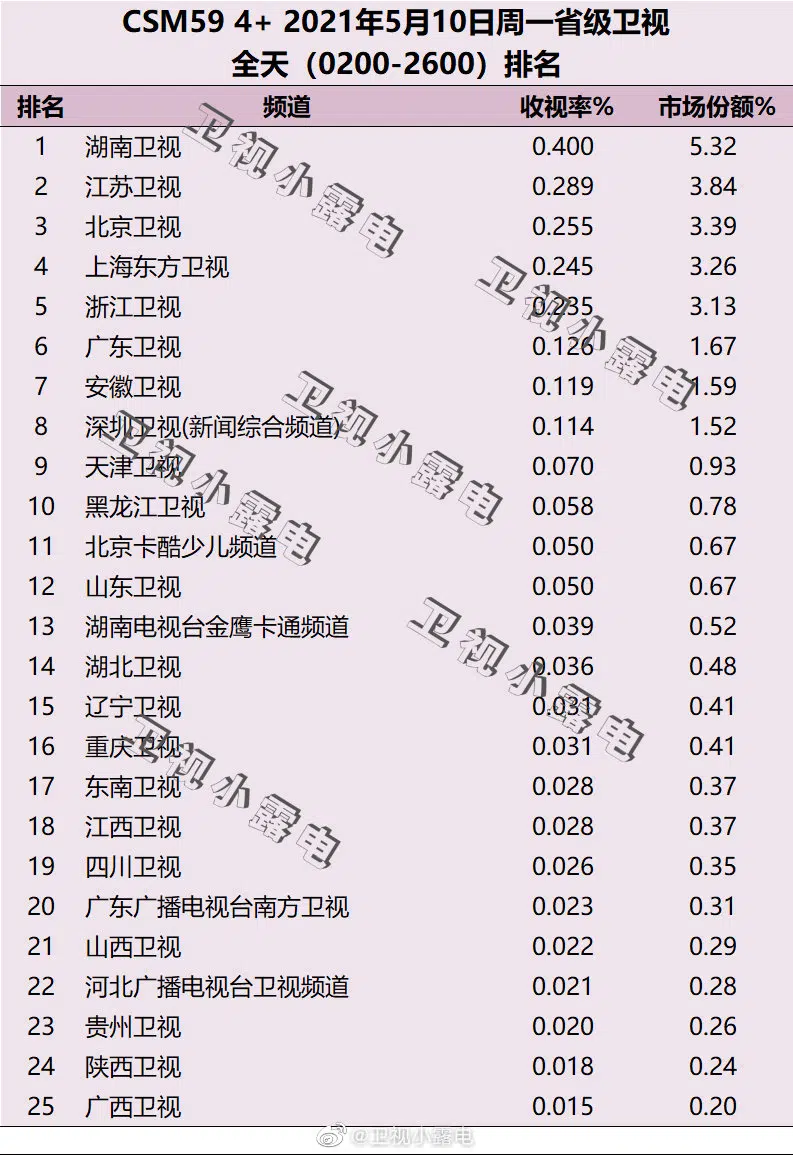 CSM59 4+ 2021年5月10日周一省级卫视
全天（0200-2600）排名
排名 频道 收视率% 市场份额%
1 湖南卫视 0.400 5.32
2 江苏卫视 0.289 3.84
3 北京卫视 0.255 3.39
4 上海东方卫视 0.245 3.26
5 浙江卫视 0.235 3.13
6 广东卫视 0.126 1.67
7 安徽卫视 0.119 1.59
8 深圳卫视(新闻综合频道) 0.114 1.52
9 天津卫视 0.070 0.93
10 黑龙江卫视 0.058 0.78
11 北京卡酷少儿频道 0.050 0.67
12 山东卫视 0.050 0.67
13 湖南电视台金鹰卡通频道 0.039 0.52
14 湖北卫视 0.036 0.48
15 辽宁卫视 0.031 0.41
16 重庆卫视 0.031 0.41
17 东南卫视 0.028 0.37
18 江西卫视 0.028 0.37
19 四川卫视 0.026 0.35
20 广东广播电视台南方卫视 0.023 0.31
21 山西卫视 0.022 0.29
22 河北广播电视台卫视频道 0.021 0.28
23 贵州卫视 0.020 0.26
24 陕西卫视 0.018 0.24
25 广西卫视 0.015 0.20
卫视小露电
卫视小露电
卫视小露电
卫视小露电
卫视小露电
卫视小露电
@卫视小露电